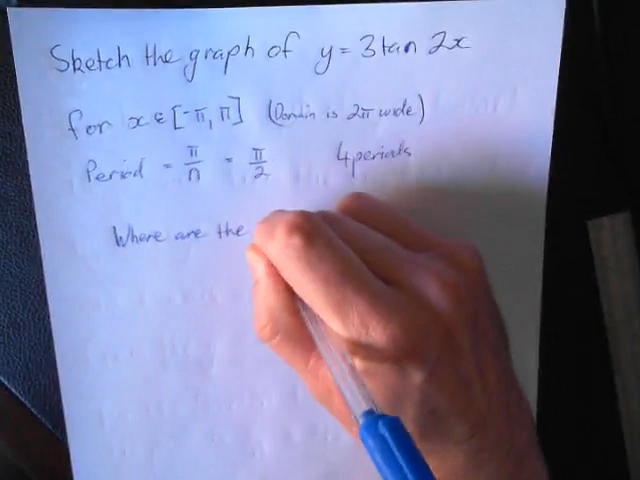 Sketch the graph of y = 3tan 2x
for x ∈ [-π, π] (Domain is 2π wide)
Period = π/n = π/2 4 periods
Where are the